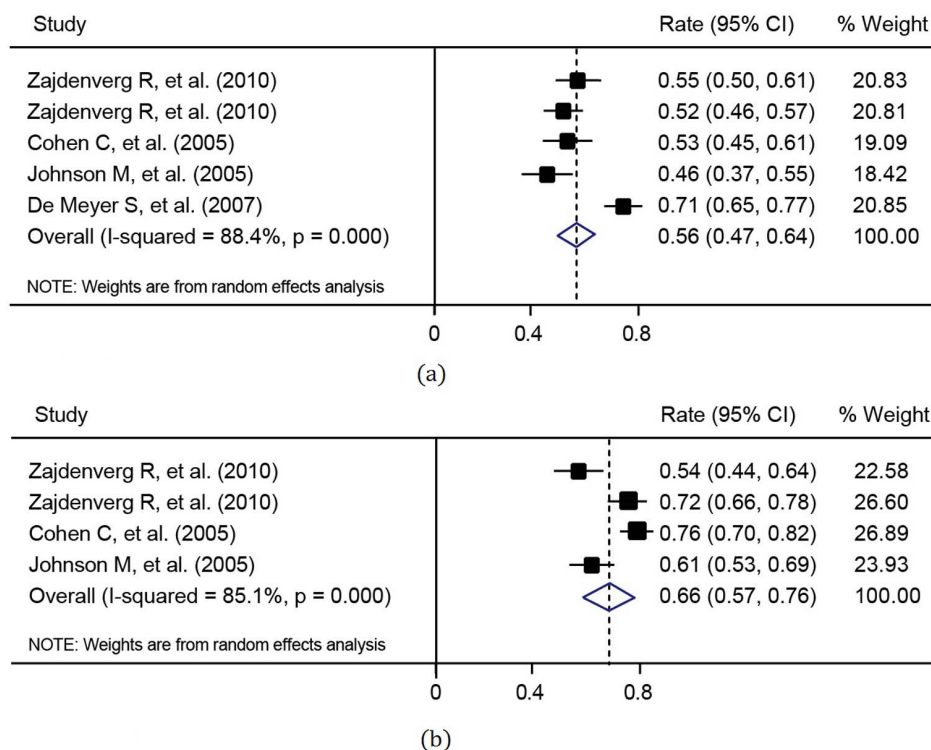 Study Rate (95% CI) % Weight
Zajdenverg R, et al. (2010) 0.55 (0.50, 0.61) 20.83
Zajdenverg R, et al. (2010) 0.52 (0.46, 0.57) 20.81
Cohen C, et al. (2005) 0.53 (0.45, 0.61) 19.09
Johnson M, et al. (2005) 0.46 (0.37, 0.55) 18.42
De Meyer S, et al. (2007) 0.71 (0.65, 0.77) 20.85
Overall (I-squared = 88.4%, p = 0.000) 0.56 (0.47, 0.64) 100.00
NOTE: Weights are from random effects analysis
0 0.4 0.8
(a)
Study Rate (95% CI) % Weight
Zajdenverg R, et al. (2010) 0.54 (0.44, 0.64) 22.58
Zajdenverg R, et al. (2010) 0.72 (0.66, 0.78) 26.60
Cohen C, et al. (2005) 0.76 (0.70, 0.82) 26.89
Johnson M, et al. (2005) 0.61 (0.53, 0.69) 23.93
Overall (I-squared = 85.1%, p = 0.000) 0.66 (0.57, 0.76) 100.00
NOTE: Weights are from random effects analysis
0 0.4 0.8
(b)